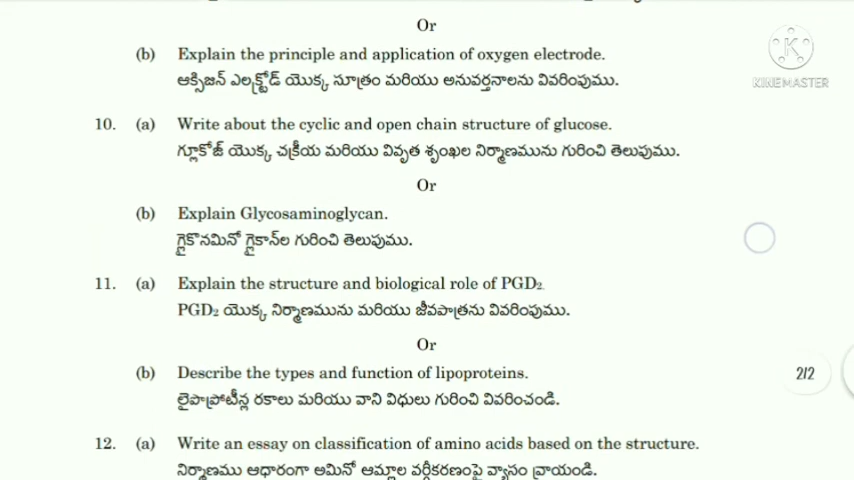 Or
(b) Explain the principle and application of oxygen electrode.
ఆక్సిజన్ ఎలక్ట్రోడ్ యొక్క సూత్రం మరియు అనువర్తనాలను వివరింపుము.
K
KINEMASTER
10. (a) Write about the cyclic and open chain structure of glucose.
గ్లూకోజ్ యొక్క చక్రీయ మరియు వివృత శృంఖల నిర్మాణమును గురించి తెలుపుము.
Or
(b) Explain Glycosaminoglycan.
గ్లైకొనమినో గ్లైకాన్‌ల గురించి తెలుపుము.
11. (a) Explain the structure and biological role of PGD₂.
PGD₂ యొక్క నిర్మాణమును మరియు జీవపాత్రను వివరింపుము.
Or
(b) Describe the types and function of lipoproteins.
2/2
లైపొప్రోటీన్ల రకాలు మరియు వాని విధులు గురించి వివరించండి.
12. (a) Write an essay on classification of amino acids based on the structure.
నిర్మాణము ఆధారంగా అమినో ఆమ్లాల వర్గీకరణంపై వ్యాసం వ్రాయండి.